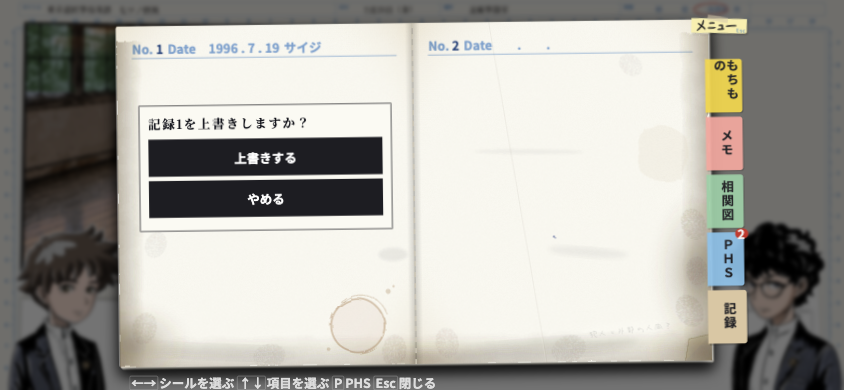 メニュー
No. 1 Date 1996.7.19 サイジ
No. 2 Date . .
記録1を上書きしますか？
上書きする
やめる
もちもの
メモ
相関図
2
PHS
記録
←→シールを選ぶ ↑↓項目を選ぶ P PHS Esc 閉じる